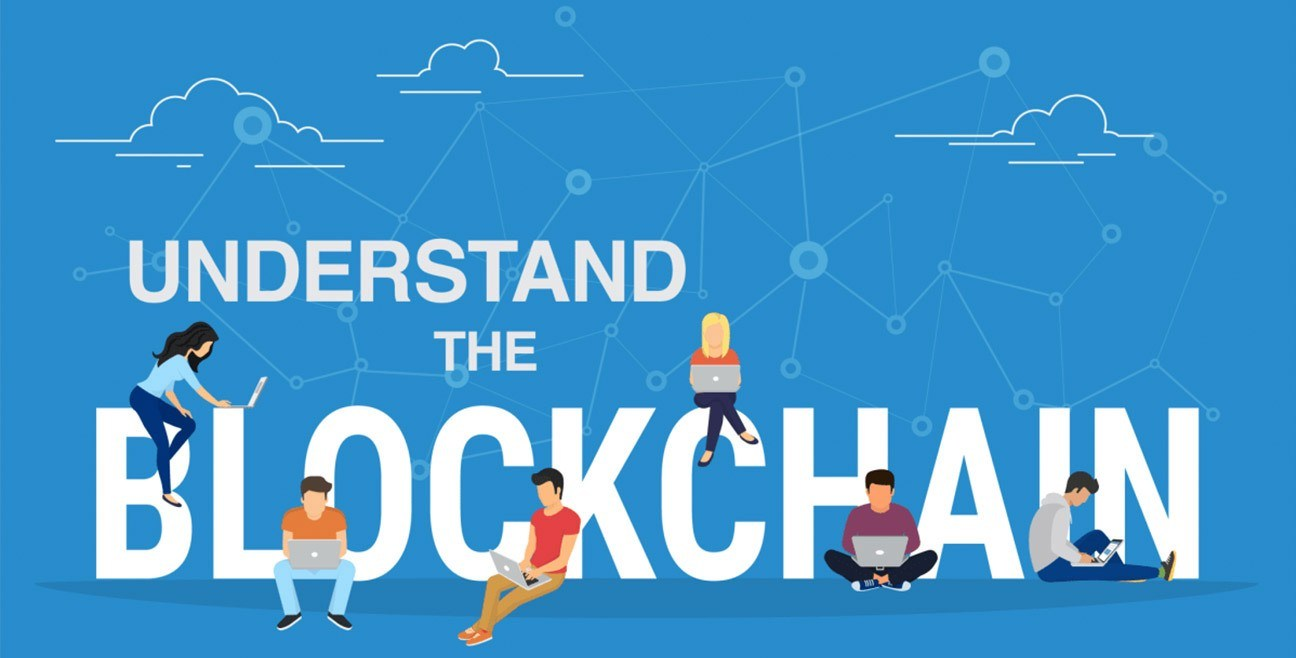 UNDERSTAND
THE
BLOCKCHAIN